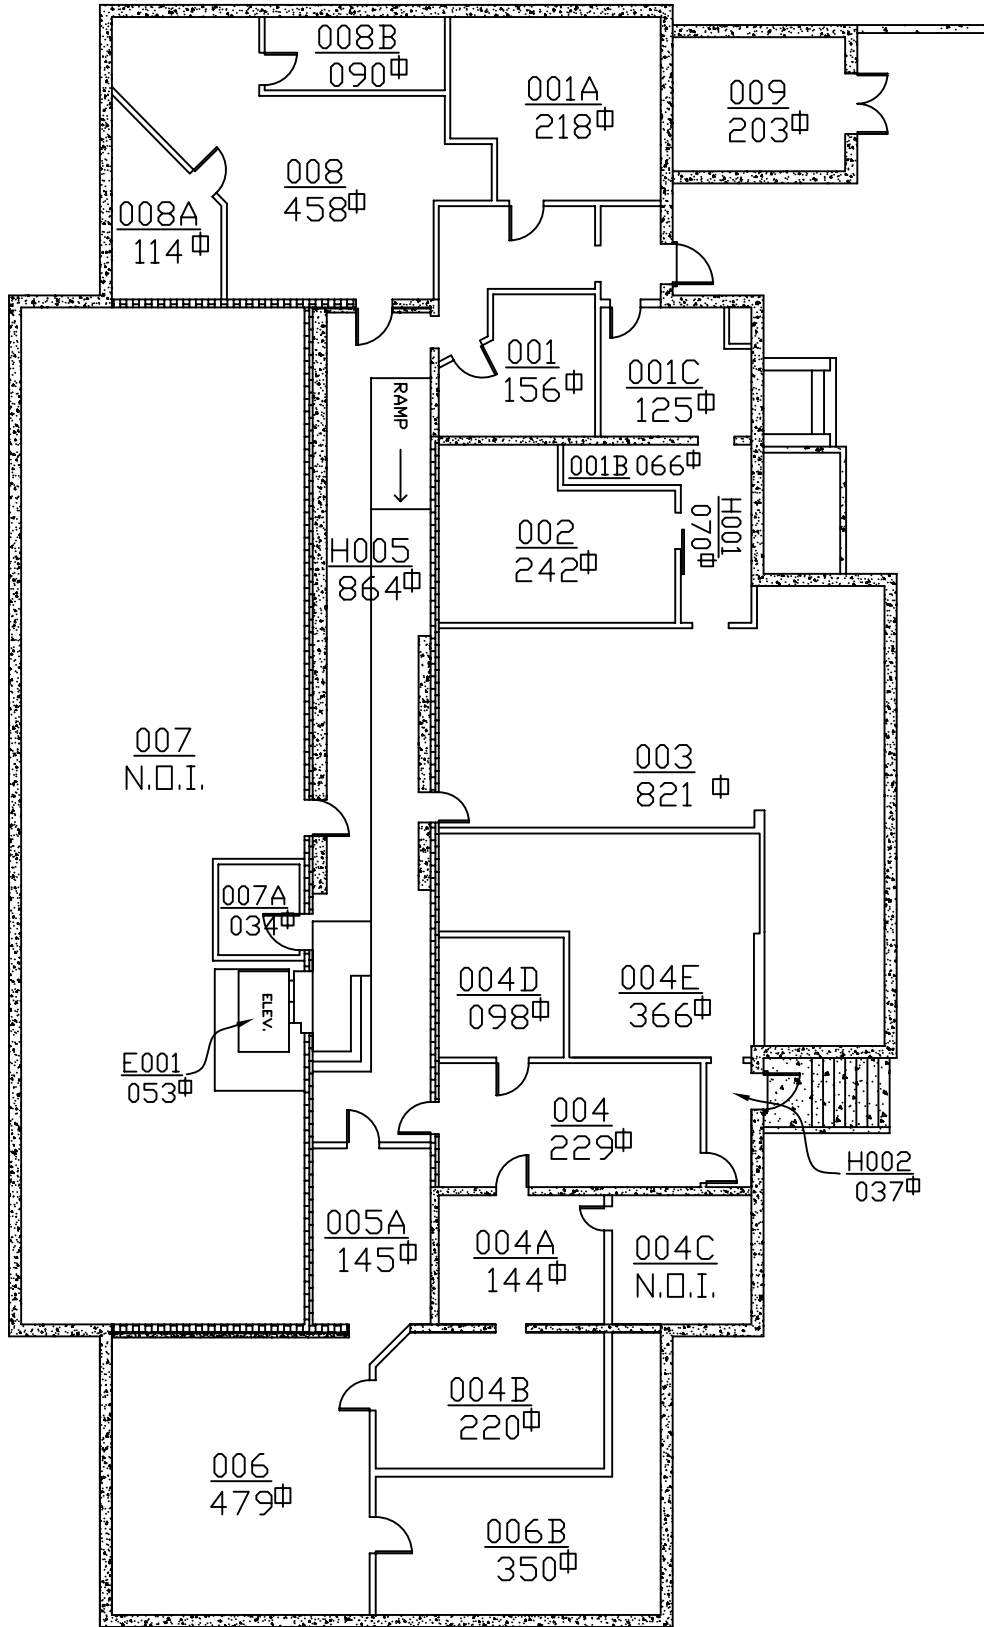 008B
090
001A
218
009
203
008
458
008A
114
001
156
001C
125
RAMP
001B 066
H001
070
002
242
H005
864
007
N.O.I.
003
821
007A
034
004D
098
004E
366
ELEV.
E001
053
004
229
H002
037
005A
145
004A
144
004C
N.O.I.
004B
220
006
479
006B
350